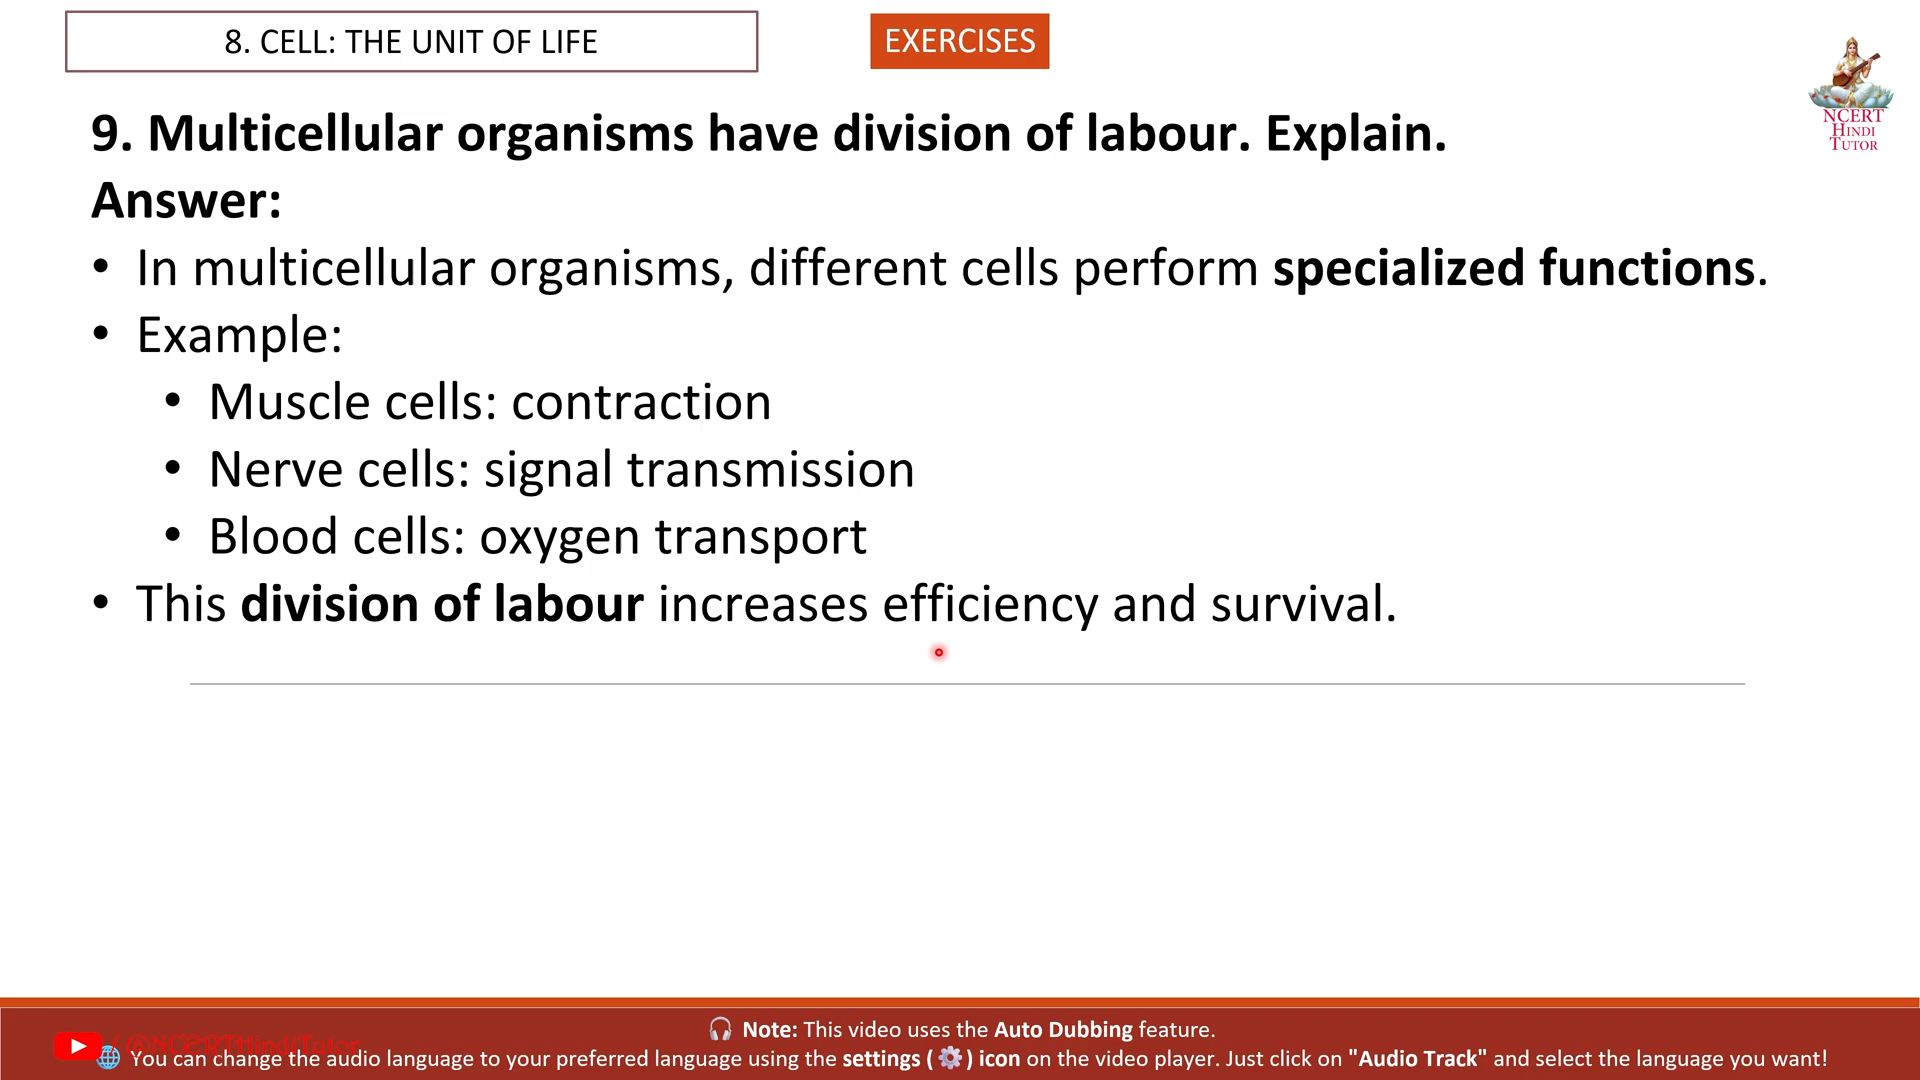 8. CELL: THE UNIT OF LIFE
EXERCISES
NCERT
HINDI
TUTOR
9. Multicellular organisms have division of labour. Explain.
Answer:
• In multicellular organisms, different cells perform specialized functions.
• Example:
• Muscle cells: contraction
• Nerve cells: signal transmission
• Blood cells: oxygen transport
• This division of labour increases efficiency and survival.
🎧 Note: This video uses the Auto Dubbing feature.
🌐 You can change the audio language to your preferred language using the settings ( ⚙️ ) icon on the video player. Just click on "Audio Track" and select the language you want!